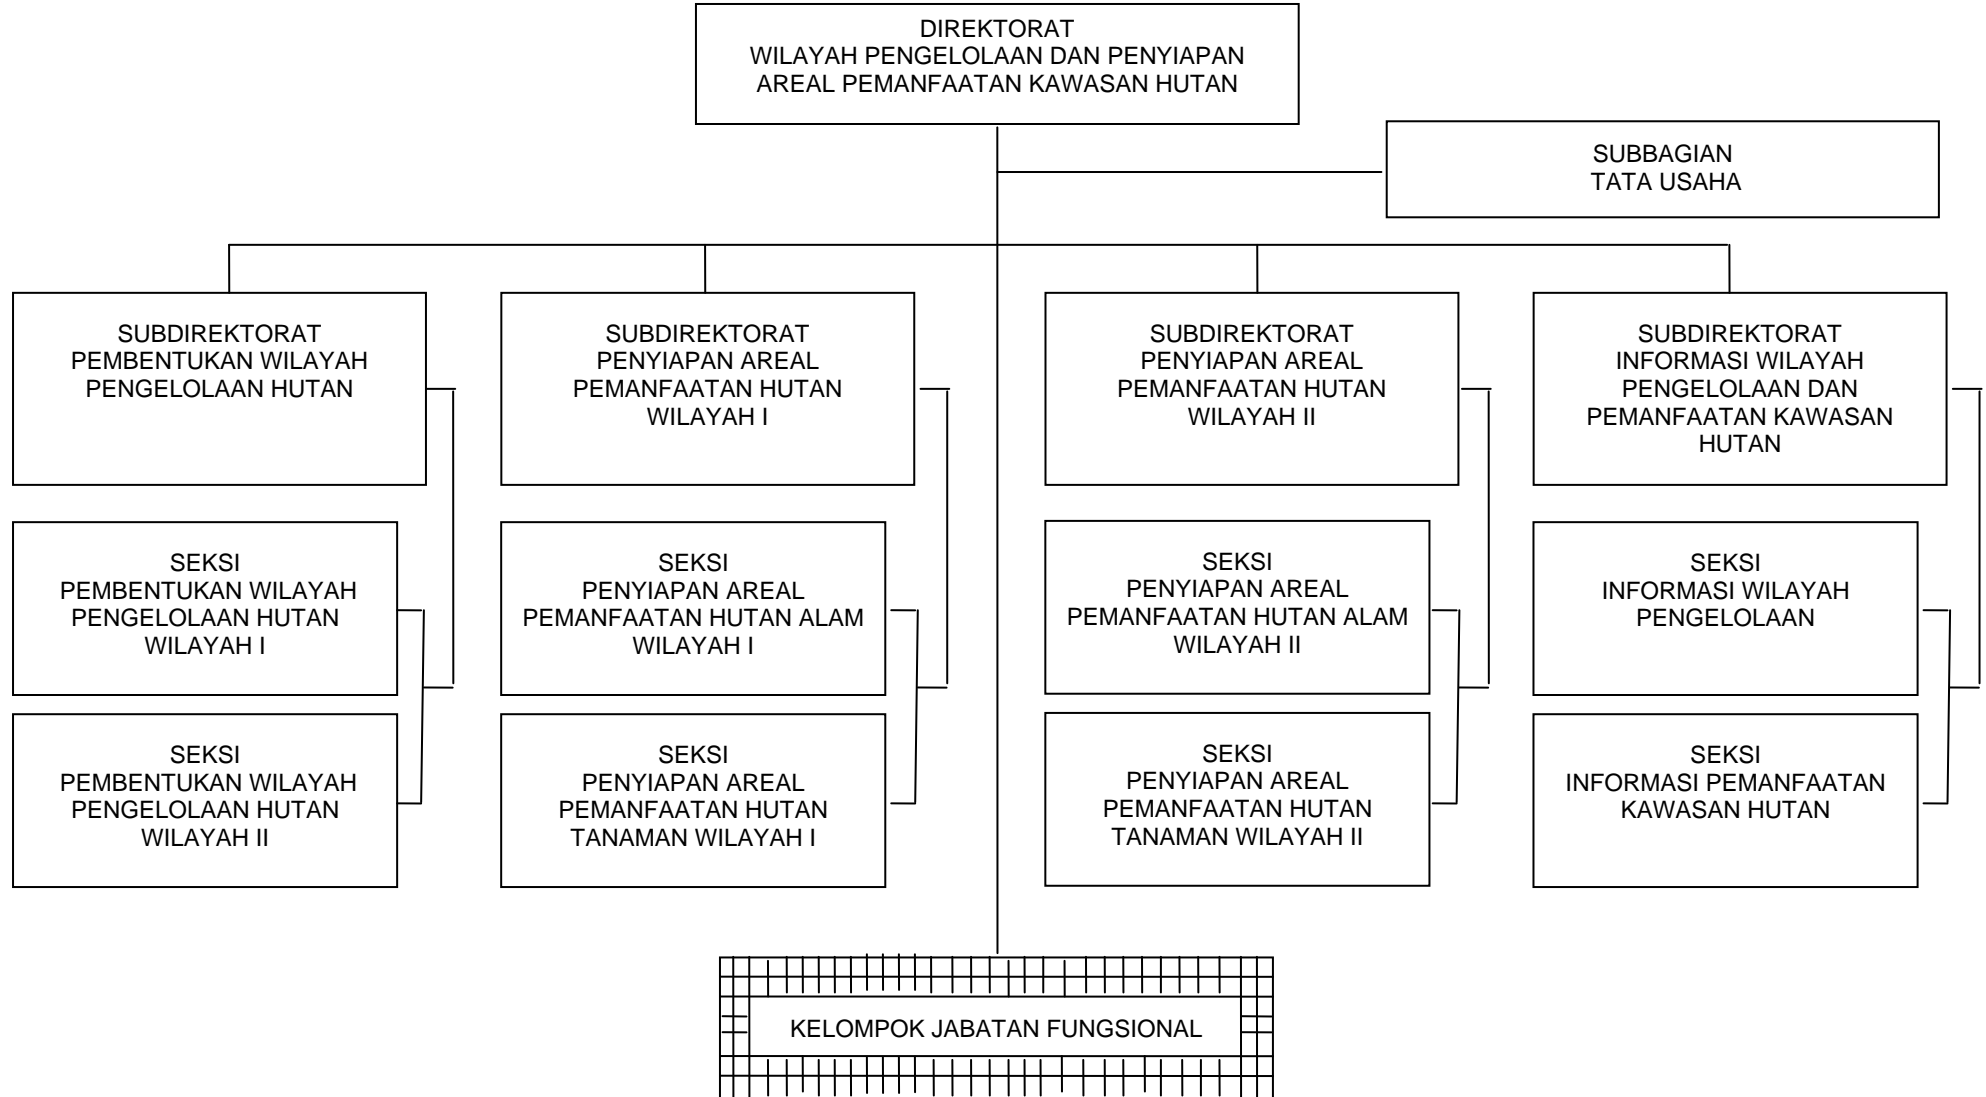 DIREKTORAT
WILAYAH PENGELOLAAN DAN PENYIAPAN
AREAL PEMANFAATAN KAWASAN HUTAN
SUBBAGIAN
TATA USAHA
SUBDIREKTORAT
PEMBENTUKAN WILAYAH
PENGELOLAAN HUTAN
SUBDIREKTORAT
PENYIAPAN AREAL
PEMANFAATAN HUTAN
WILAYAH I
SUBDIREKTORAT
PENYIAPAN AREAL
PEMANFAATAN HUTAN
WILAYAH II
SUBDIREKTORAT
INFORMASI WILAYAH
PENGELOLAAN DAN
PEMANFAATAN KAWASAN
HUTAN
SEKSI
PEMBENTUKAN WILAYAH
PENGELOLAAN HUTAN
WILAYAH I
SEKSI
PENYIAPAN AREAL
PEMANFAATAN HUTAN ALAM
WILAYAH I
SEKSI
PENYIAPAN AREAL
PEMANFAATAN HUTAN ALAM
WILAYAH II
SEKSI
INFORMASI WILAYAH
PENGELOLAAN
SEKSI
PEMBENTUKAN WILAYAH
PENGELOLAAN HUTAN
WILAYAH II
SEKSI
PENYIAPAN AREAL
PEMANFAATAN HUTAN
TANAMAN WILAYAH I
SEKSI
PENYIAPAN AREAL
PEMANFAATAN HUTAN
TANAMAN WILAYAH II
SEKSI
INFORMASI PEMANFAATAN
KAWASAN HUTAN
KELOMPOK JABATAN FUNGSIONAL